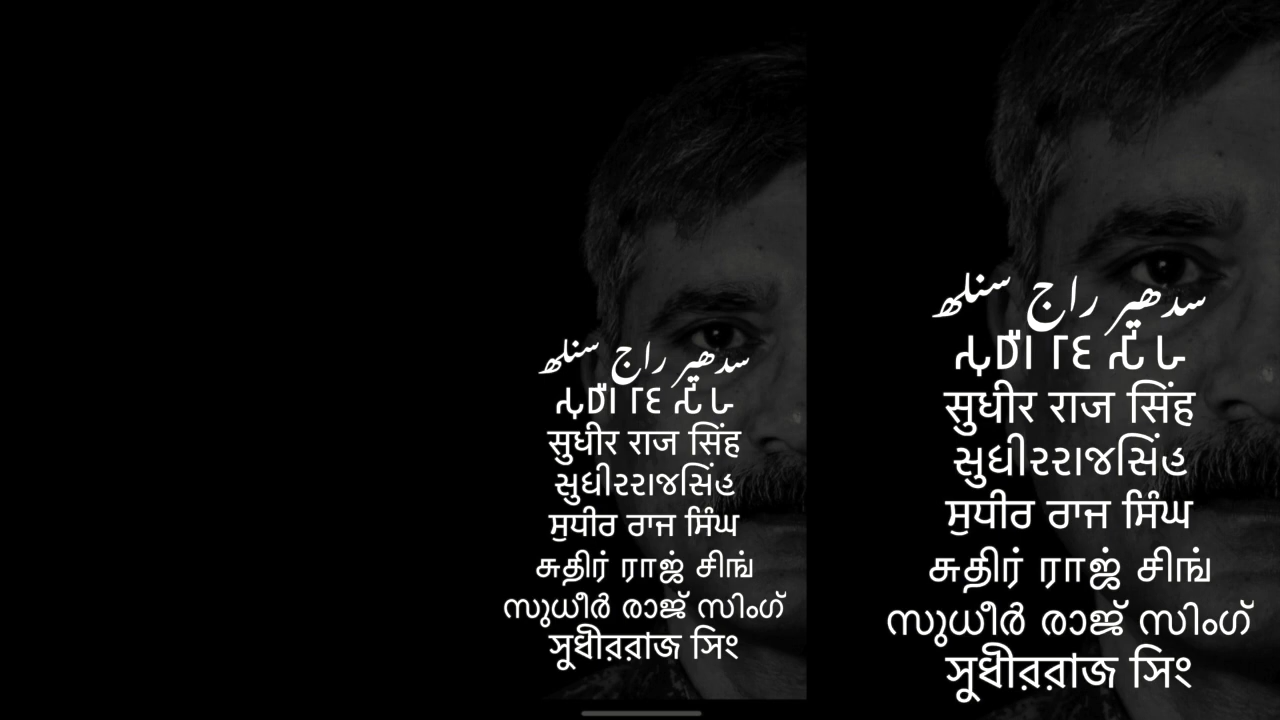 سدھیر راج سنلھ
𑀲𑀼𑀥𑀻𑀭 𑀭𑀸𑀚 𑀲𑀺𑀁𑀳
सुधीर राज सिंह
સુધીરરાજસિંહ
ਸੁਧੀਰ ਰਾਜ ਸਿੰਘ
சுதிர் ராஜ் சிங்
സുധീർ രാജ് സിംഗ്
সুধীররাজ সিং
سدھیر راج سنلھ
𑀲𑀼𑀥𑀻𑀭 𑀭𑀸𑀚 𑀲𑀺𑀁𑀳
सुधीर राज सिंह
સુધીરરાજસિંહ
ਸੁਧੀਰ ਰਾਜ ਸਿੰਘ
சுதிர் ராஜ் சிங்
സുധീർ രാജ് സിംഗ്
সুধীররাজ সিং